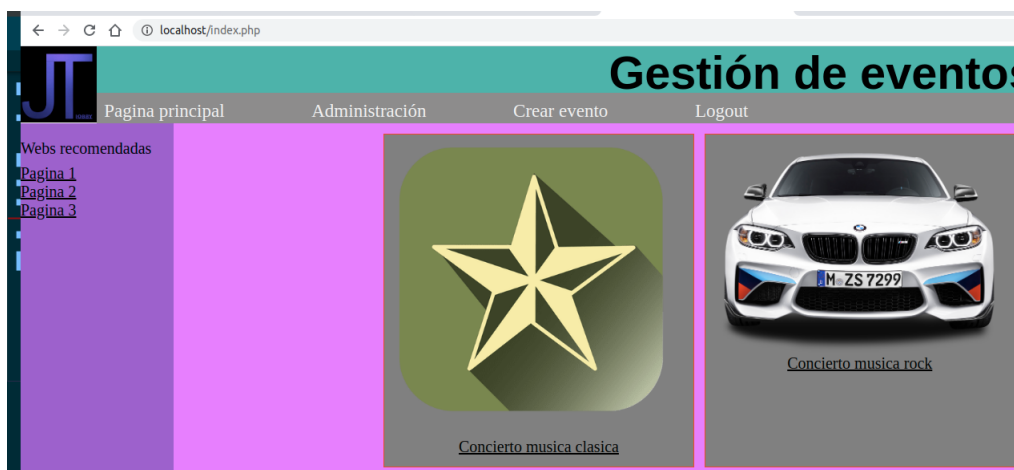 localhost/index.php
JT
Gestión de eventos
Pagina principal Administración Crear evento Logout
Webs recomendadas
Pagina 1
Pagina 2
Pagina 3
M ZS 7299
Concierto musica rock
Concierto musica clasica